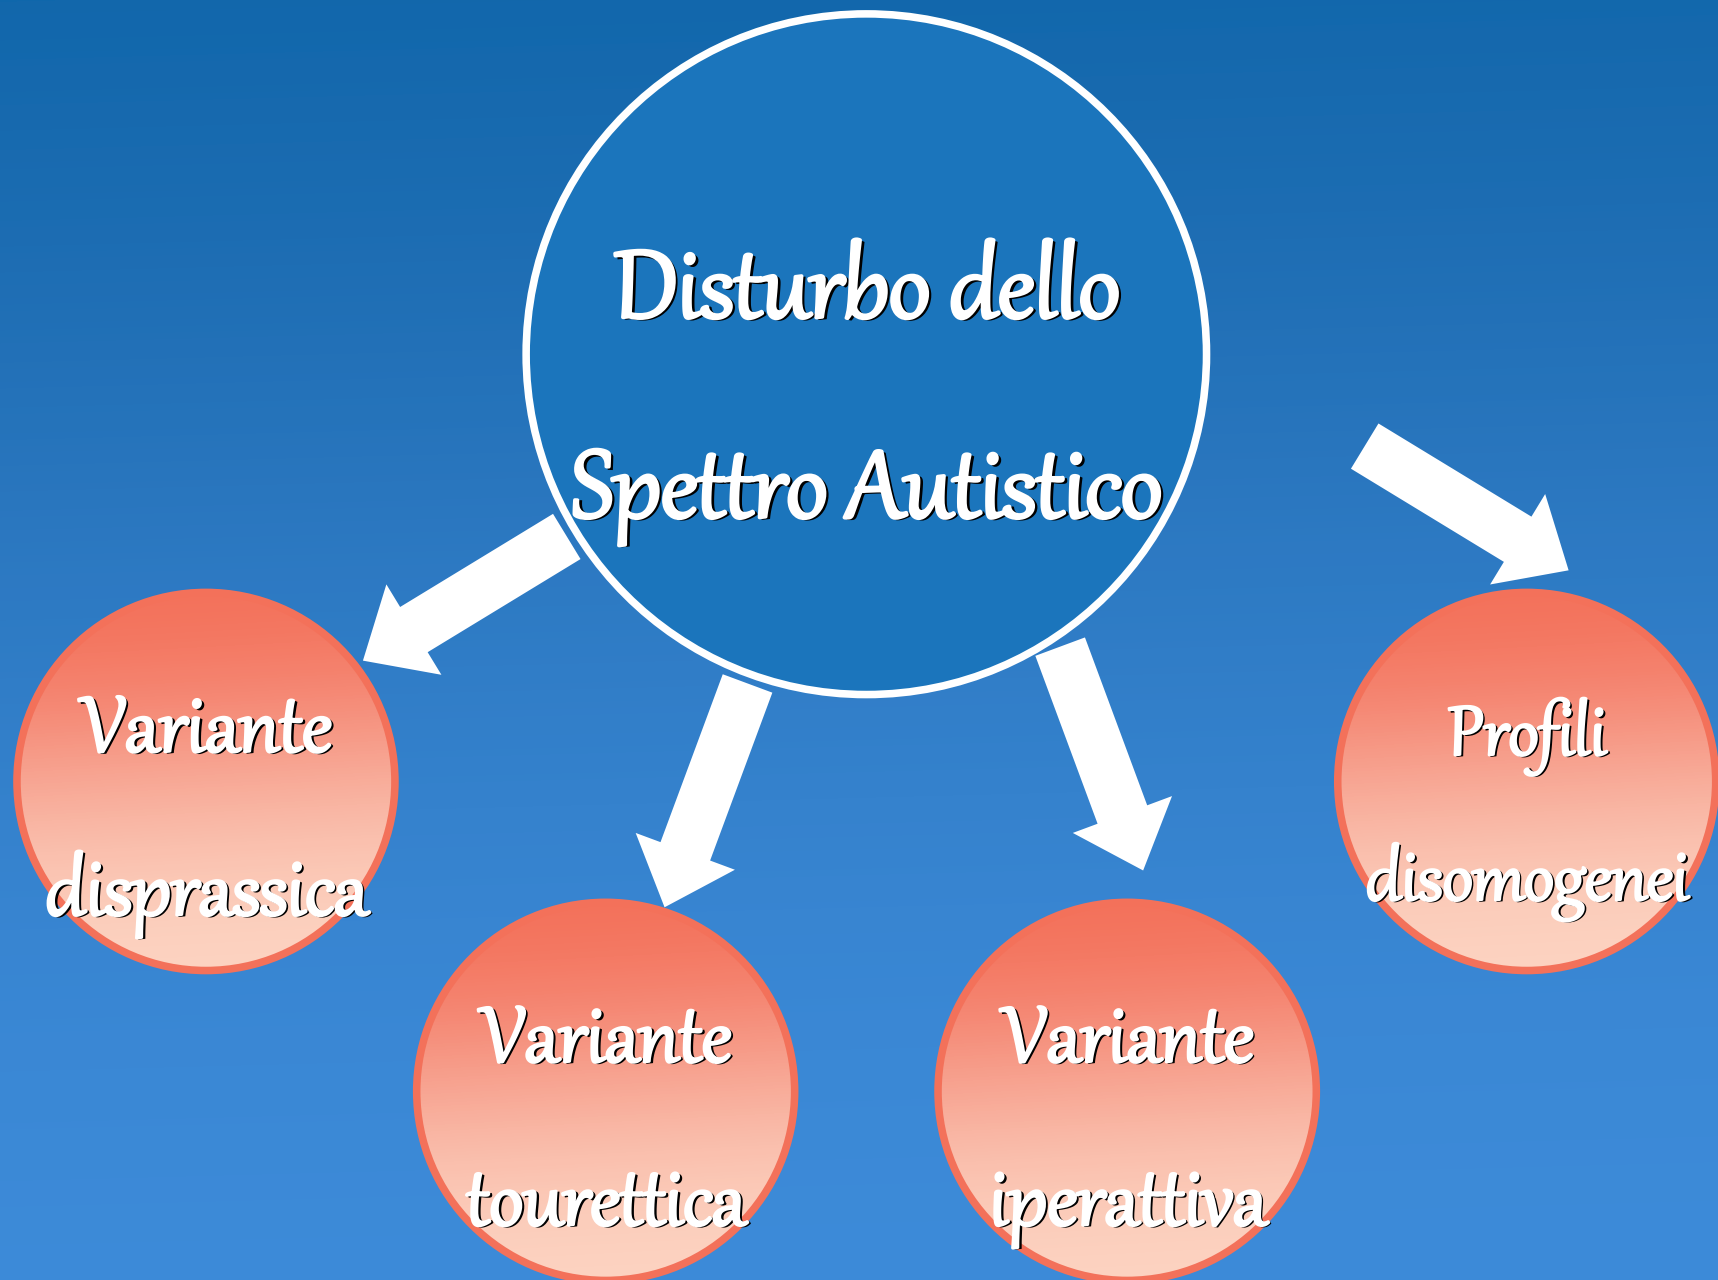 Disturbo dello
Spettro Autistico
Variante
disprassica
Variante
tourettica
Variante
iperattiva
Profili
disomogenei